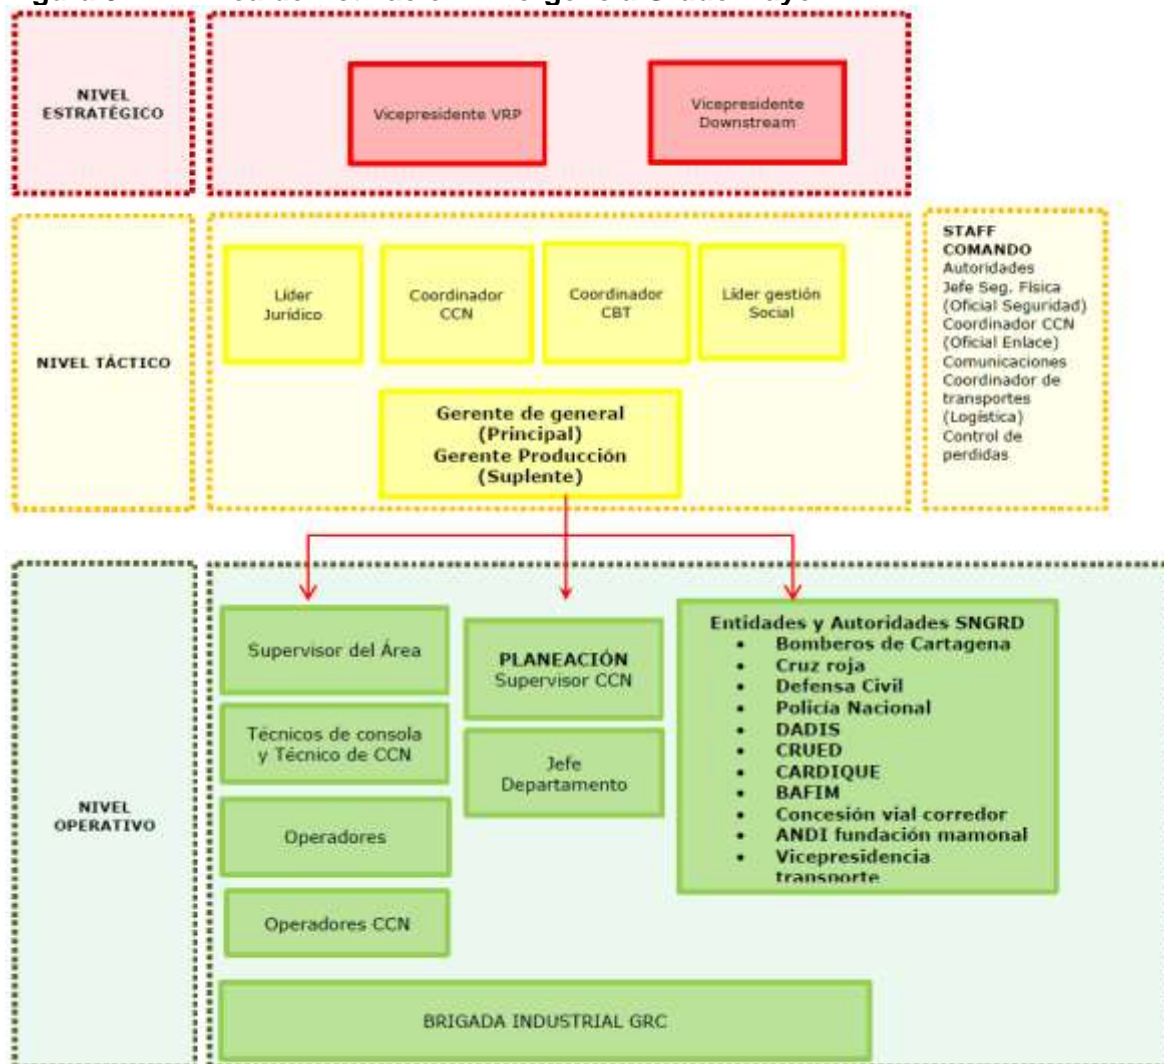 NIVEL
ESTRATÉGICO
Vicepresidente VRP
Vicepresidente
Downstream
NIVEL TÁCTICO
Líder
Jurídico
Coordinador
CCN
Coordinador
CBT
Líder gestión
Social
Gerente de general
(Principal)
Gerente Producción
(Suplente)
STAFF
COMANDO
Autoridades
Jefe Seg. Física
(Oficial Seguridad)
Coordinador CCN
(Oficial Enlace)
Comunicaciones
Coordinador de
transportes
(Logística)
Control de
perdidas
NIVEL
OPERATIVO
Supervisor del Área
Técnicos de consola
y Técnico de CCN
Operadores
Operadores CCN
PLANEACIÓN
Supervisor CCN
Jefe
Departamento
Entidades y Autoridades SNGRD
• Bomberos de Cartagena
• Cruz roja
• Defensa Civil
• Policía Nacional
• DADIS
• CRUED
• CARDIQUE
• BAFIM
• Concesión vial corredor
• ANDI fundación mamonal
• Vicepresidencia
transporte
BRIGADA INDUSTRIAL GRC